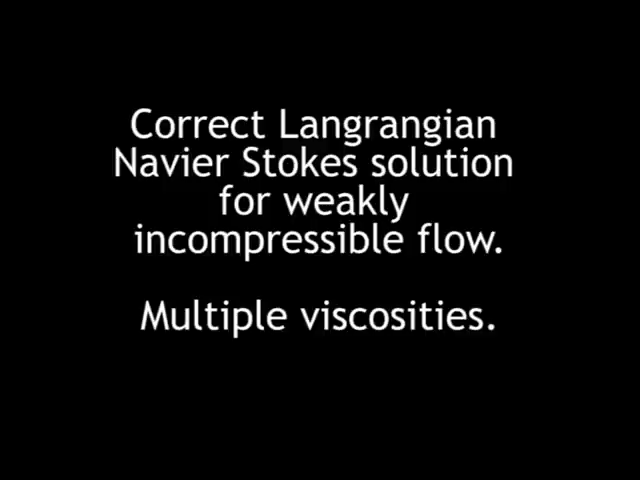 Correct Langrangian
Navier Stokes solution
for weakly
incompressible flow.
Multiple viscosities.